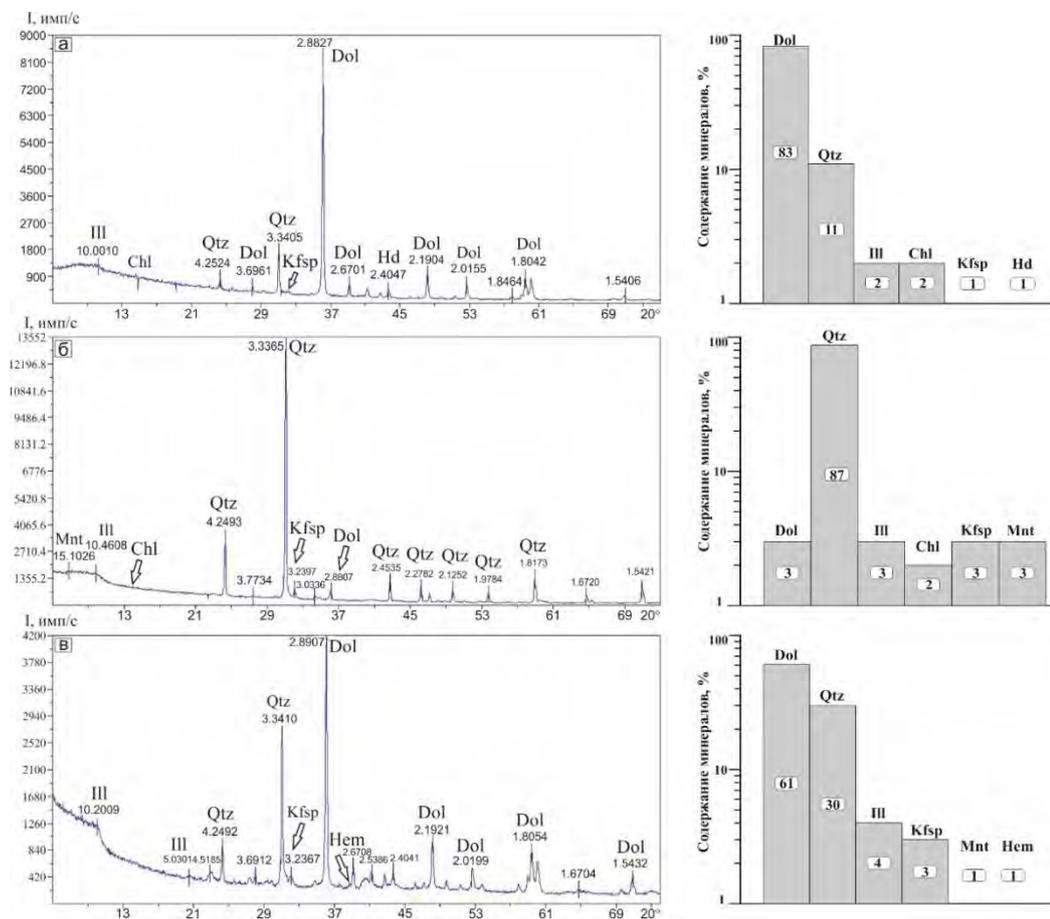 I, имп/с
а
9000
8100
7200
6300
5400
4500
3600
2700
1800
900
2.8827
Dol
Ill
10.0010
Chl
Qtz
4.2524
Dol
3.6961
Qtz
3.3405
Kfsp
Dol
2.6701
Hd
2.4047
Dol
2.1904
Dol
2.0155
Dol
1.8042
1.8464
1.5406
13 21 29 37 45 53 61 69 2θ°
Содержание минералов, %
100
10
1
Dol
83
Qtz
11
Ill
2
Chl
2
Kfsp
1
Hd
1
I, имп/с
б
13552
12196.8
10841.6
9486.4
8131.2
6776
5420.8
4065.6
2710.4
1355.2
3.3365
Qtz
Mnt
15.1026
Ill
10.4608
Chl
Qtz
4.2493
3.7734
Kfsp
3.2397
3.0336
Dol
2.8807
Qtz
2.4535
Qtz
2.2782
Qtz
2.1252
Qtz
1.9784
Qtz
1.8173
1.6720
1.5421
13 21 29 37 45 53 61 69 2θ°
Содержание минералов, %
100
10
1
Dol
3
Qtz
87
Ill
3
Chl
2
Kfsp
3
Mnt
3
I, имп/с
в
4200
3780
3360
2940
2520
2100
1680
1260
840
420
2.8907
Dol
Ill
10.2009
Ill
5.0301
4.5185
Qtz
4.2492
3.6912
Qtz
3.3410
Kfsp
3.2367
Hem
2.6708
2.5386
2.4041
Dol
2.1921
Dol
2.0199
Dol
1.8054
1.6704
Dol
1.5432
13 21 29 37 45 53 61 69 2θ°
Содержание минералов, %
100
10
1
Dol
61
Qtz
30
Ill
4
Kfsp
3
Mnt
1
Hem
1